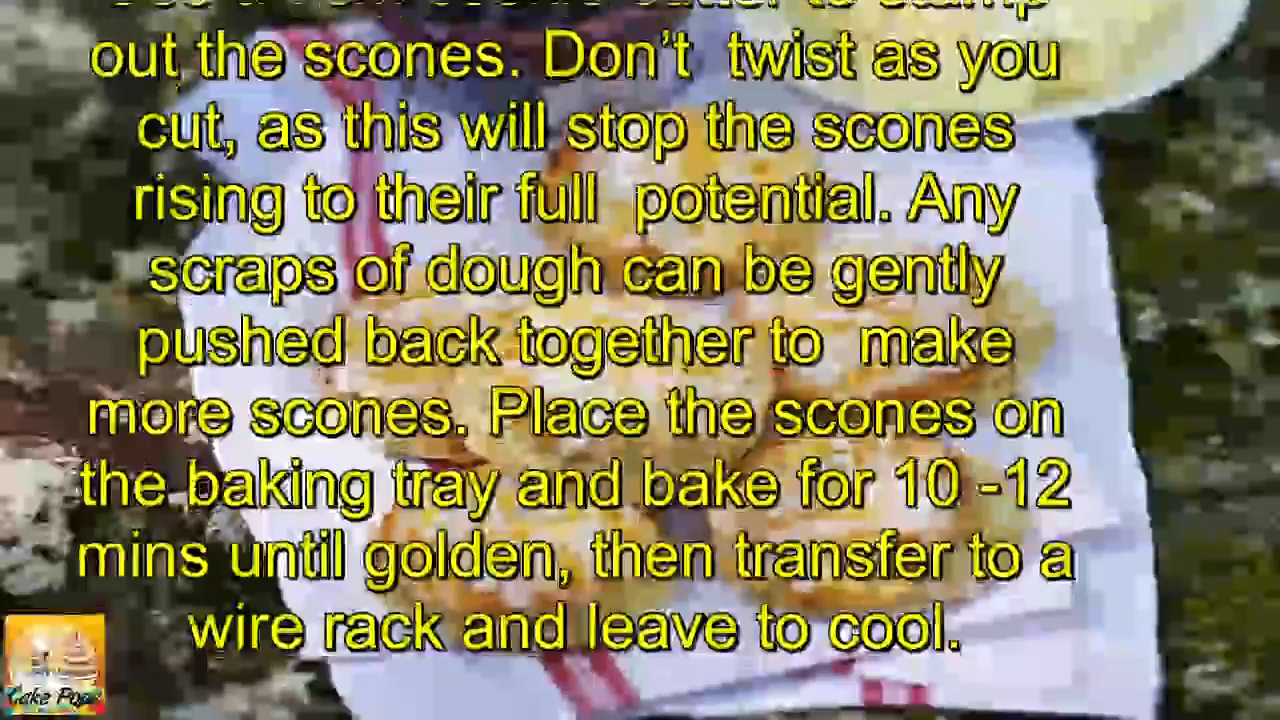 out the scones. Don't twist as you
cut, as this will stop the scones
rising to their full potential. Any
scraps of dough can be gently
pushed back together to make
more scones. Place the scones on
the baking tray and bake for 10 -12
mins until golden, then transfer to a
wire rack and leave to cool.
Cake Pops